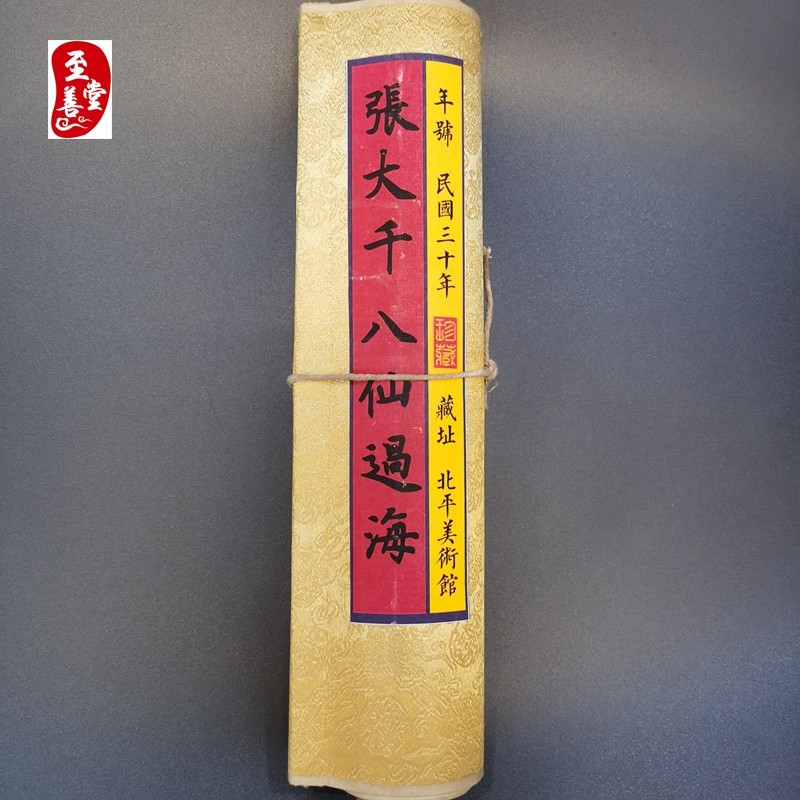 至善堂
張大千八仙過海
年號 民國三十年 珍藏 藏址 北平美術館